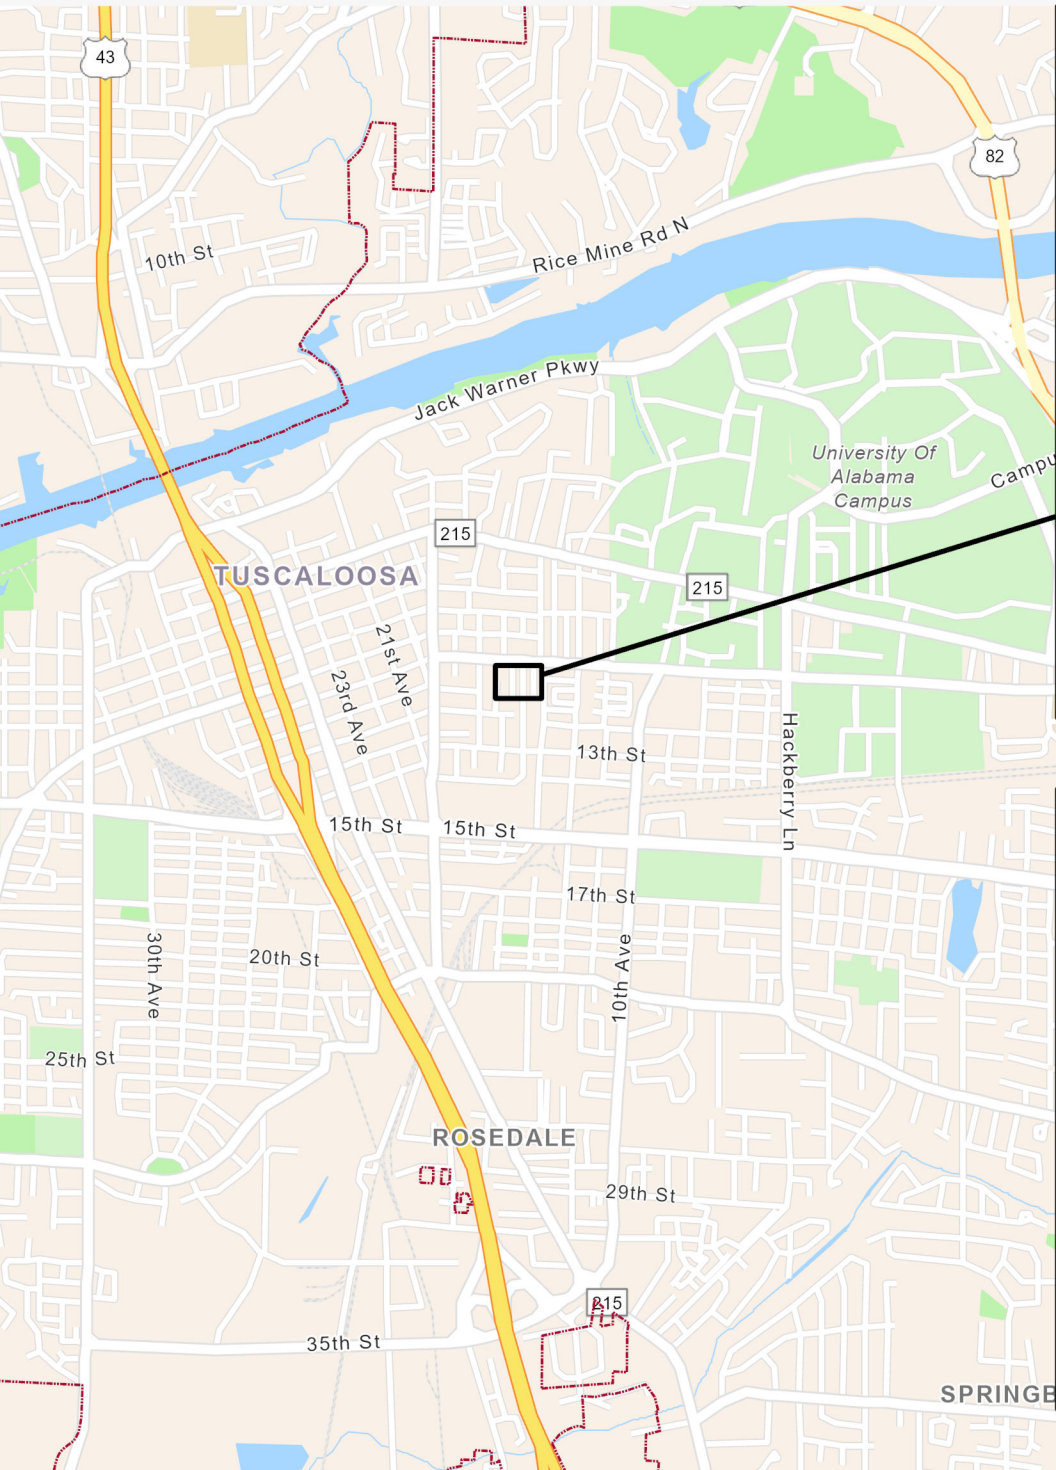 43
82
10th St
Rice Mine Rd N
Jack Warner Pkwy
University Of
Alabama
Campus
Campu
215
TUSCALOOSA
215
21st Ave
23rd Ave
13th St
Hackberry Ln
15th St
15th St
17th St
30th Ave
20th St
10th Ave
25th St
ROSEDALE
29th St
215
35th St
SPRINGB